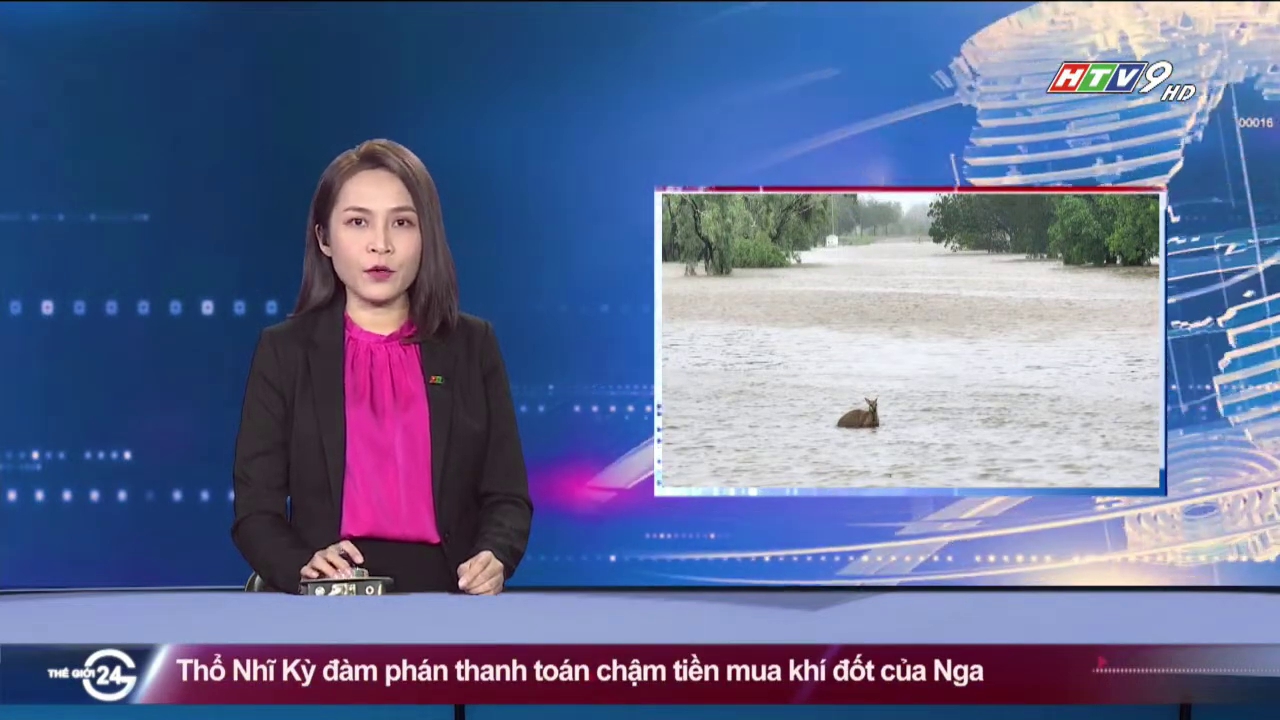 HTV9
HD
00016
THẾ GIỚI
24G
Thổ Nhĩ Kỳ đàm phán thanh toán chậm tiền mua khí đốt của Nga